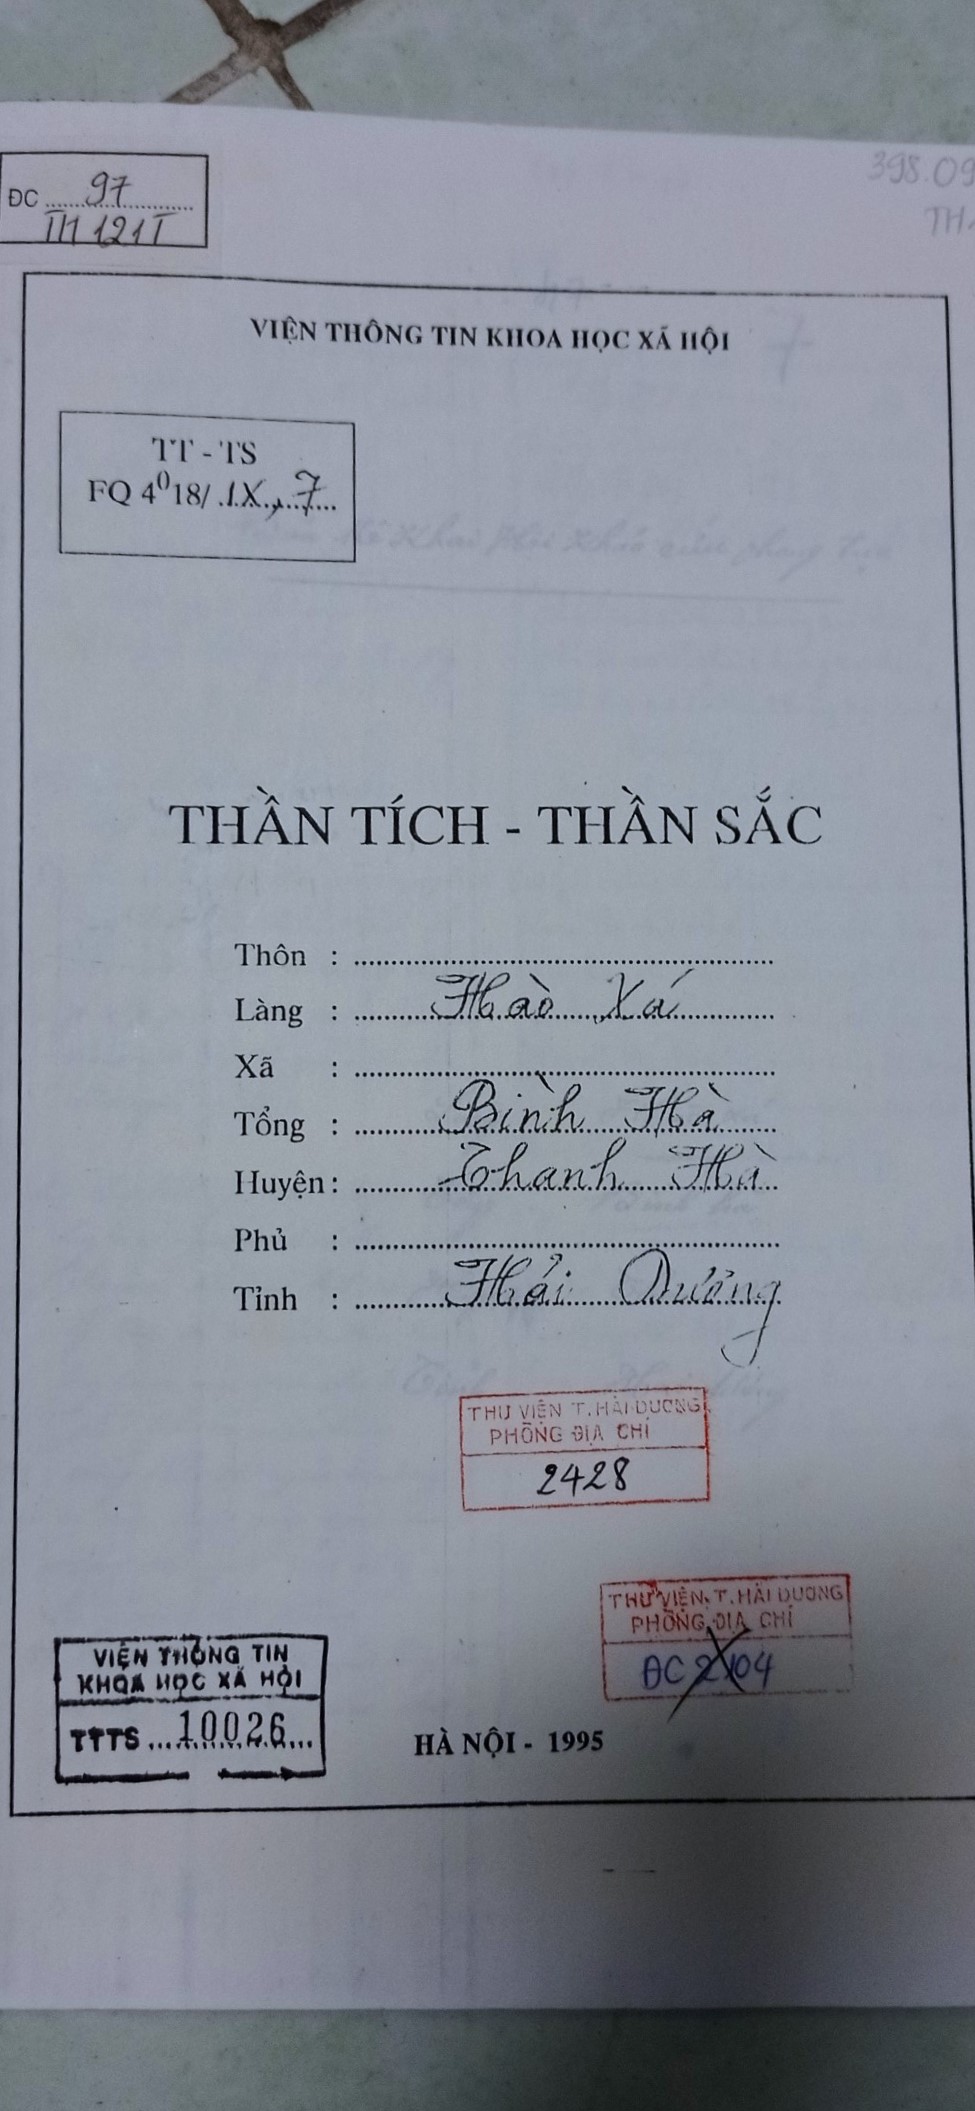 ĐC 97
TH 121T
398.09
TH
VIỆN THÔNG TIN KHOA HỌC XÃ HỘI
TT - TS
FQ 4⁰18/ IX, 7
THẦN TÍCH - THẦN SẮC
Thôn :
Làng : Hào Xá
Xã :
Tổng : Bình Hà
Huyện : Thanh Hà
Phủ :
Tỉnh : Hải Dương
THƯ VIỆN T. HẢI DƯƠNG
PHÒNG ĐỊA CHÍ
2428
THƯ VIỆN T. HẢI DƯƠNG
PHÒNG ĐỊA CHÍ
ĐC 2104
VIỆN THÔNG TIN
KHOA HỌC XÃ HỘI
TTTS ... 10026 ...
HÀ NỘI - 1995